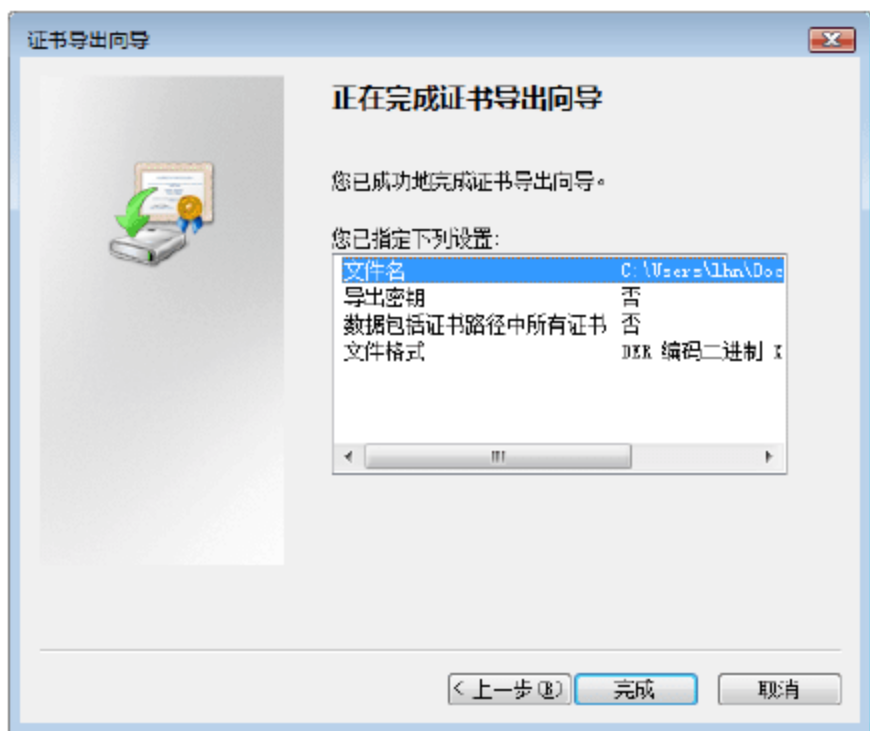 证书导出向导
正在完成证书导出向导
您已成功地完成证书导出向导。
您已指定下列设置:
文件名 C:\Users\lhn\Doc
导出密钥 否
数据包括证书路径中所有证书 否
文件格式 DER 编码二进制 X
< 上一步(B) 完成 取消